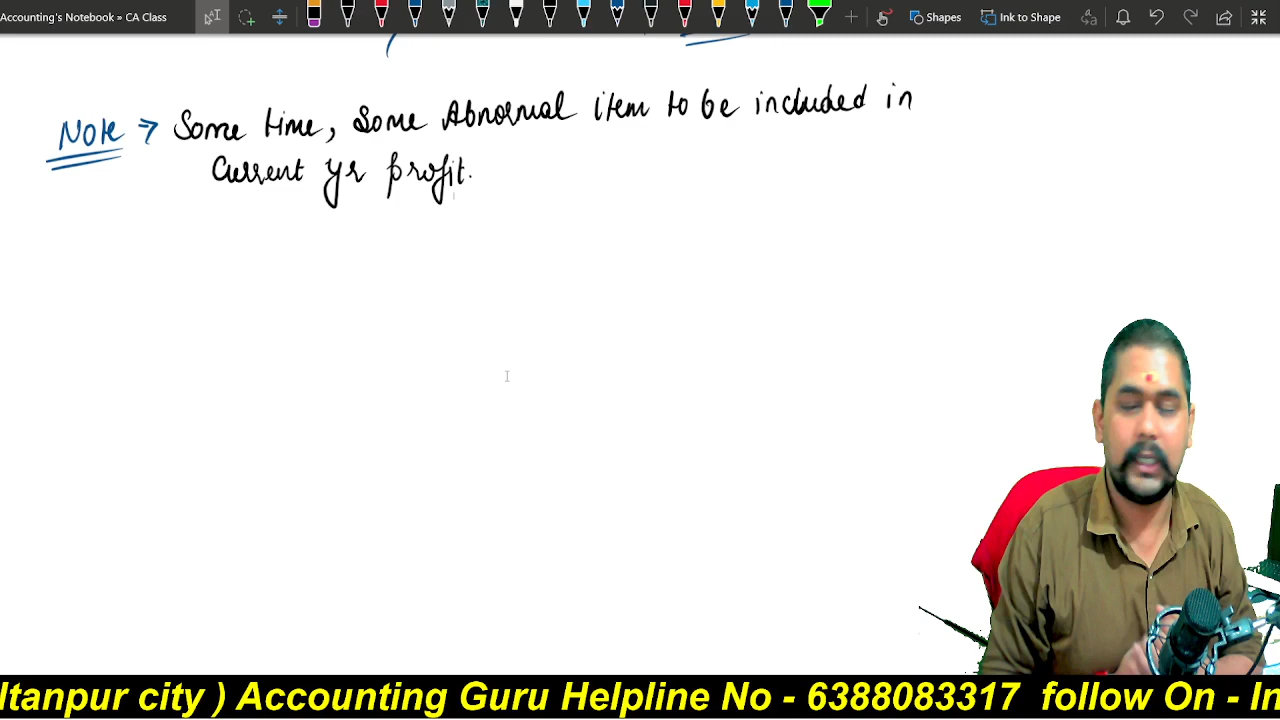 Accounting's Notebook » CA Class
Shapes
Ink to Shape
Note → Some time, Some Abnormal item to be included in
Current yr profit.
ltanpur city ) Accounting Guru Helpline No - 6388083317 follow On - In